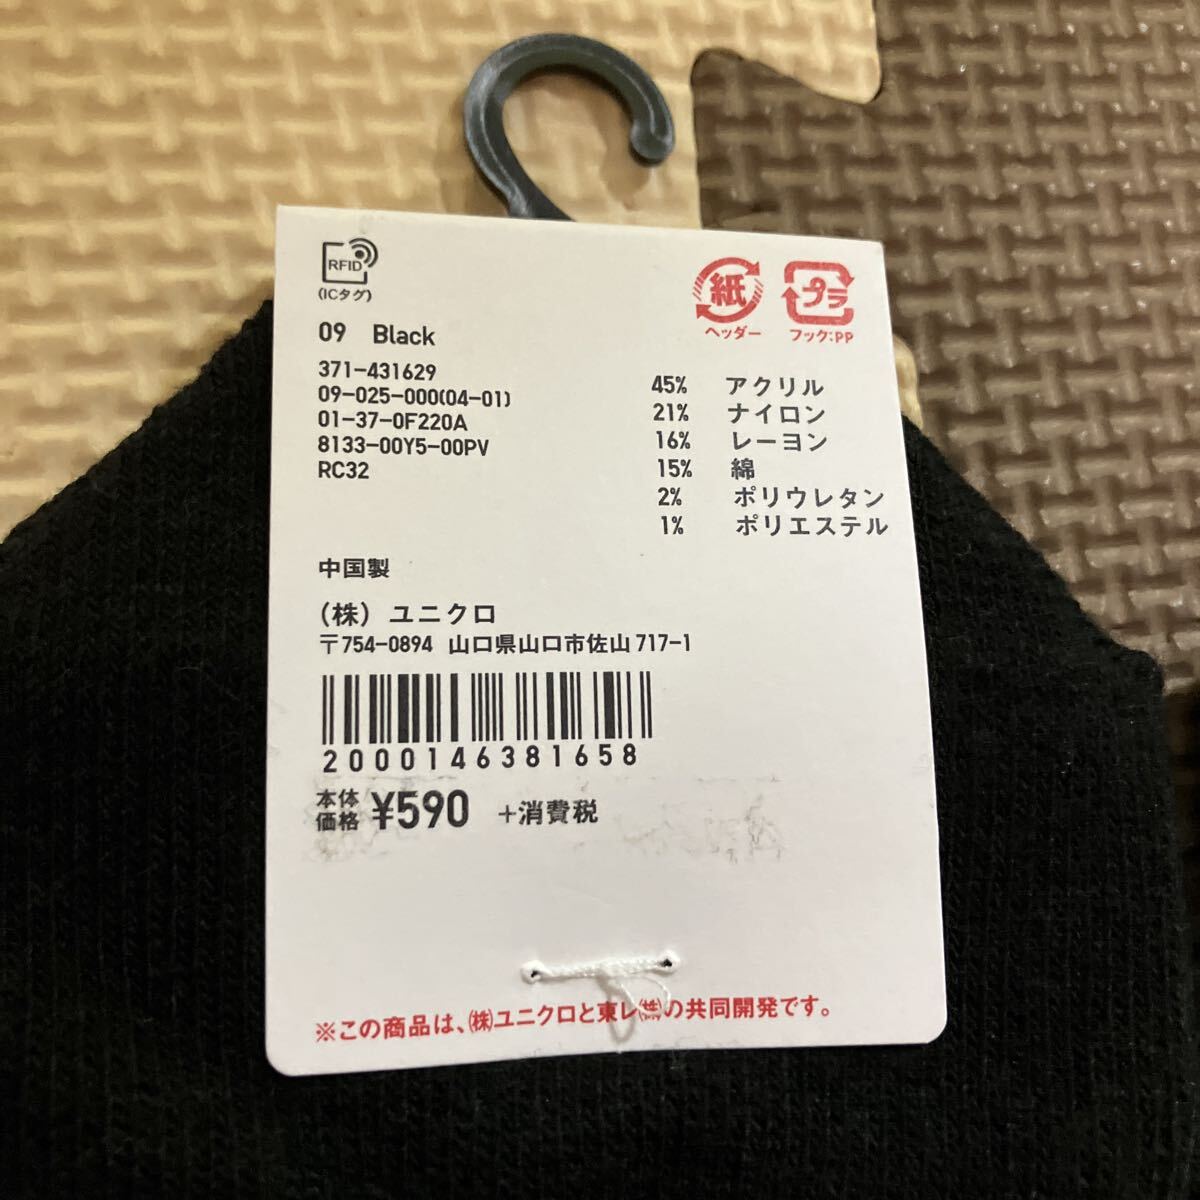 RFID
(ICタグ)
紙
プラ
ヘッダー
フック:PP
09 Black
371-431629
09-025-000(04-01)
01-37-0F220A
8133-00Y5-00PV
RC32
45% アクリル
21% ナイロン
16% レーヨン
15% 綿
2% ポリウレタン
1% ポリエステル
中国製
(株) ユニクロ
〒754-0894 山口県山口市佐山717-1
2000146381658
本体
価格 ¥590 +消費税
※この商品は、㈱ユニクロと東レ㈱の共同開発です。